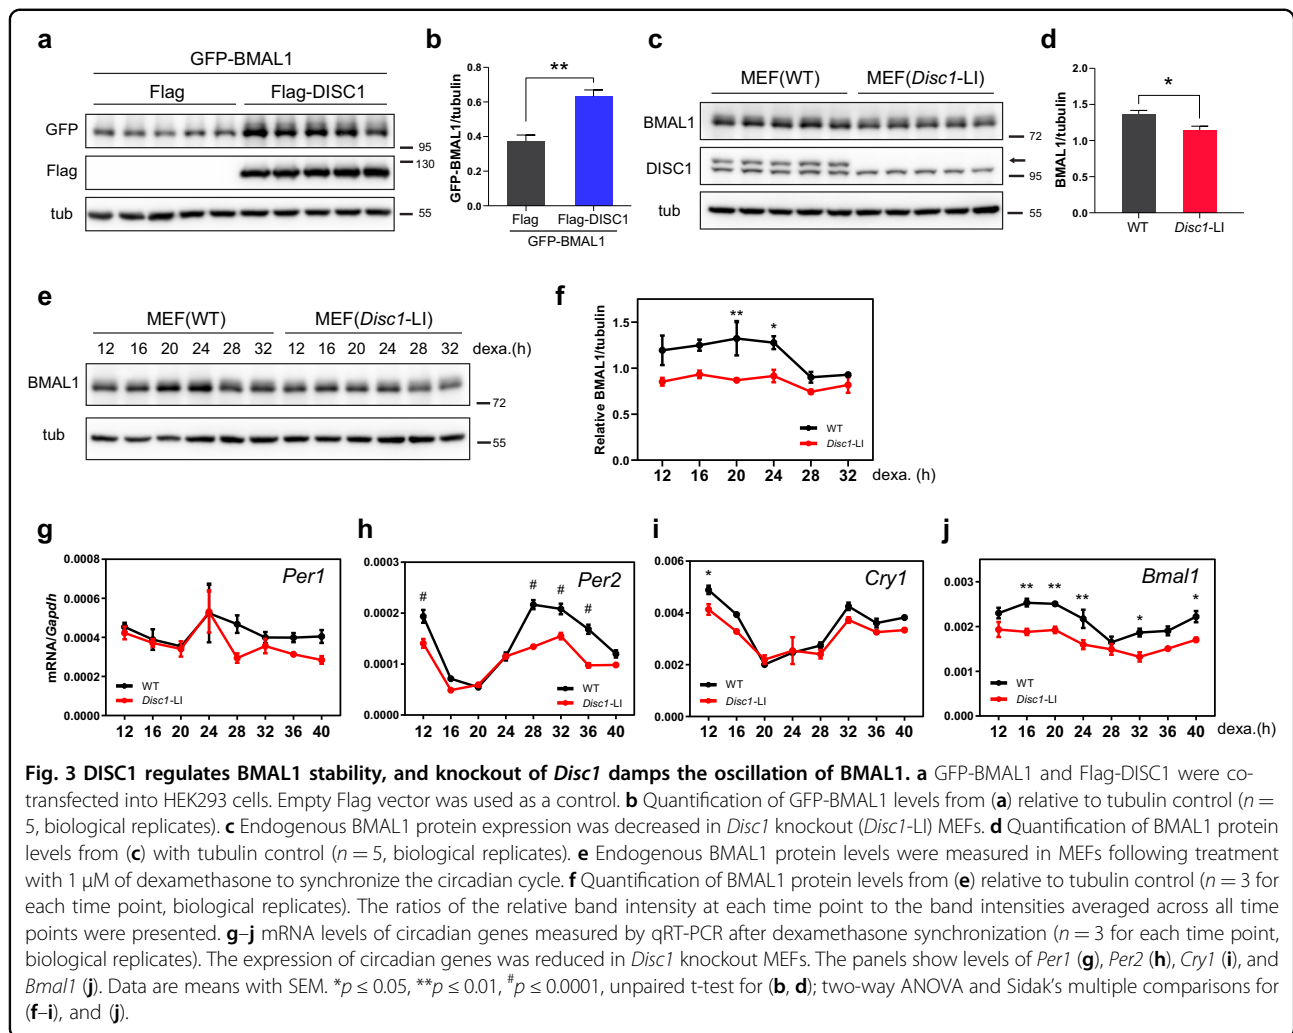 a
GFP-BMAL1
Flag Flag-DISC1
GFP
95
130
Flag
tub
55
b
**
GFP-BMAL1/tubulin
0.8
0.6
0.4
0.2
0.0
Flag Flag-DISC1
GFP-BMAL1
c
MEF(WT) MEF(Disc1-LI)
BMAL1
72
DISC1
95
tub
55
d
*
BMAL1/tubulin
2.0
1.5
1.0
0.5
0.0
WT Disc1-LI
e
MEF(WT) MEF(Disc1-LI)
12 16 20 24 28 32 12 16 20 24 28 32 dexa.(h)
BMAL1
72
tub
55
f
Relative BMAL1/tubulin
1.5
1.0
0.5
0.0
** *
WT
Disc1-LI
12 16 20 24 28 32 dexa. (h)
g
mRNA/Gapdh
Per1
0.0008
0.0006
0.0004
0.0002
0.0000
WT
Disc1-LI
12 16 20 24 28 32 36 40
h
Per2
0.0003
0.0002
0.0001
0.0000
# # # #
WT
Disc1-LI
12 16 20 24 28 32 36 40
i
Cry1
0.006
0.004
0.002
0.000
*
WT
Disc1-LI
12 16 20 24 28 32 36 40
j
Bmal1
0.003
0.002
0.001
0.000
** ** ** * *
WT
Disc1-LI
12 16 20 24 28 32 36 40 dexa.(h)
Fig. 3 DISC1 regulates BMAL1 stability, and knockout of Disc1 damps the oscillation of BMAL1. a GFP-BMAL1 and Flag-DISC1 were co-
transfected into HEK293 cells. Empty Flag vector was used as a control. b Quantification of GFP-BMAL1 levels from (a) relative to tubulin control (n =
5, biological replicates). c Endogenous BMAL1 protein expression was decreased in Disc1 knockout (Disc1-LI) MEFs. d Quantification of BMAL1 protein
levels from (c) with tubulin control (n = 5, biological replicates). e Endogenous BMAL1 protein levels were measured in MEFs following treatment
with 1 μM of dexamethasone to synchronize the circadian cycle. f Quantification of BMAL1 protein levels from (e) relative to tubulin control (n = 3 for
each time point, biological replicates). The ratios of the relative band intensity at each time point to the band intensities averaged across all time
points were presented. g–j mRNA levels of circadian genes measured by qRT-PCR after dexamethasone synchronization (n = 3 for each time point,
biological replicates). The expression of circadian genes was reduced in Disc1 knockout MEFs. The panels show levels of Per1 (g), Per2 (h), Cry1 (i), and
Bmal1 (j). Data are means with SEM. *p ≤ 0.05, **p ≤ 0.01, #p ≤ 0.0001, unpaired t-test for (b, d); two-way ANOVA and Sidak's multiple comparisons for
(f–i), and (j).